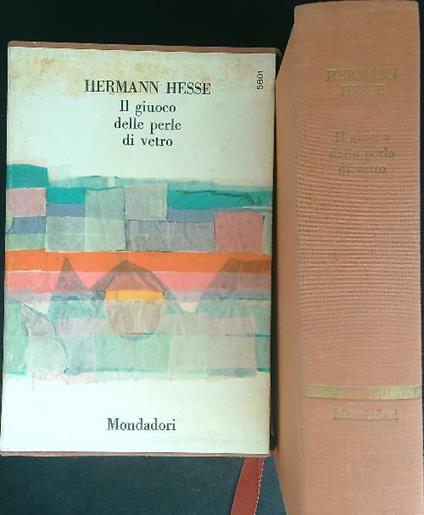 HERMANN HESSE
Il giuoco
delle perle
di vetro
5801
Mondadori
HERMANN
HESSE
Il giuoco
delle perle
di vetro
Mondadori